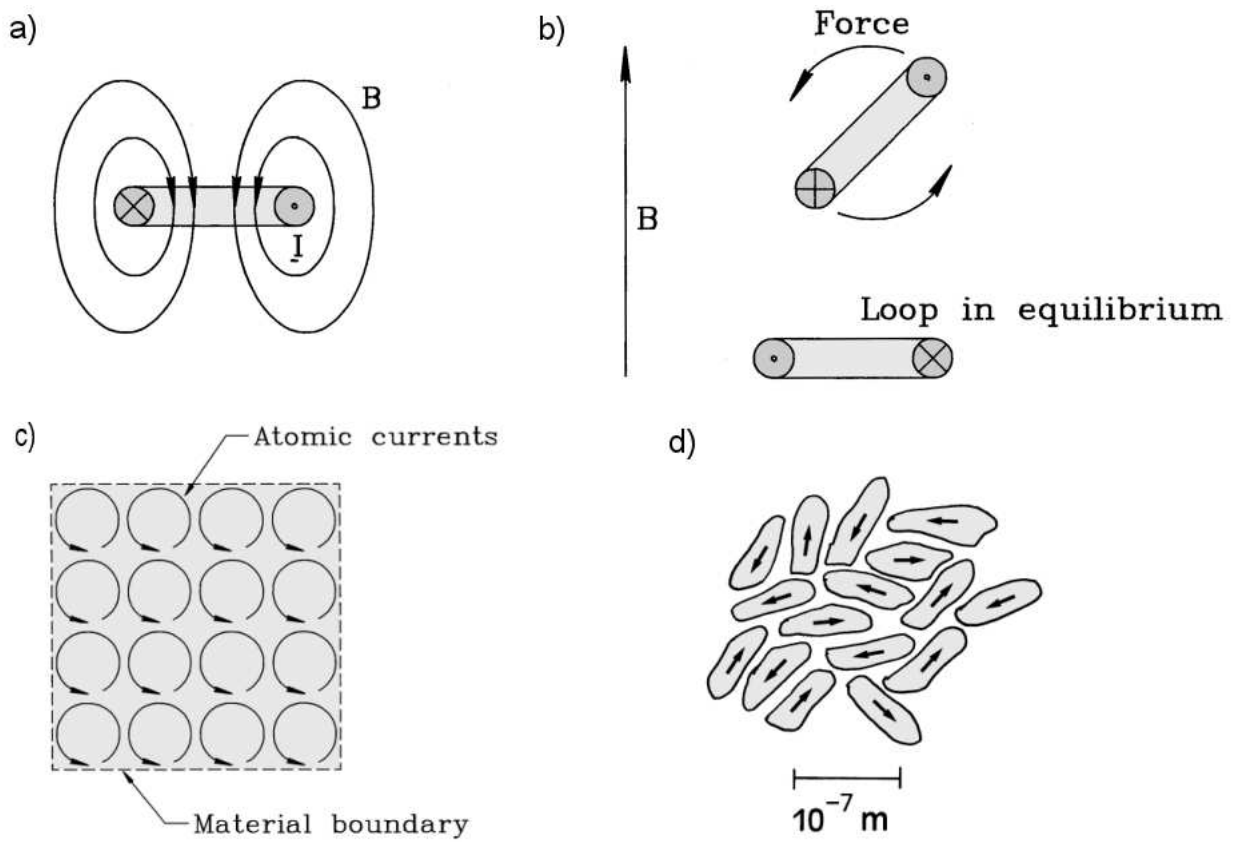 a)
B
I
b)
Force
B
Loop in equilibrium
c)
Atomic currents
Material boundary
d)
10⁻⁷ m